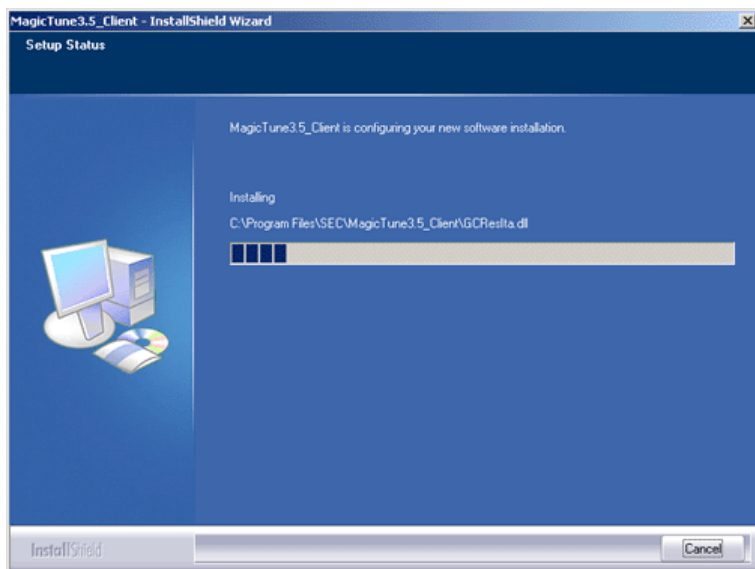 MagicTune3.5_Client - InstallShield Wizard
Setup Status
MagicTune3.5_Client is configuring your new software installation.
Installing
C:\Program Files\SEC\MagicTune3.5_Client\GCResIta.dll
InstallShield
Cancel